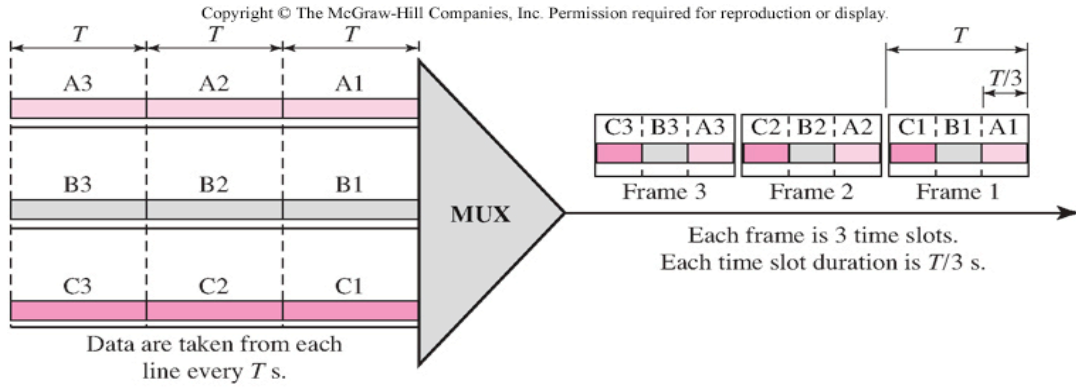 Copyright © The McGraw-Hill Companies, Inc. Permission required for reproduction or display.
T T T
T
T/3
A3 A2 A1
C3 B3 A3 C2 B2 A2 C1 B1 A1
Frame 3 Frame 2 Frame 1
B3 B2 B1
MUX
Each frame is 3 time slots.
Each time slot duration is T/3 s.
C3 C2 C1
Data are taken from each
line every T s.